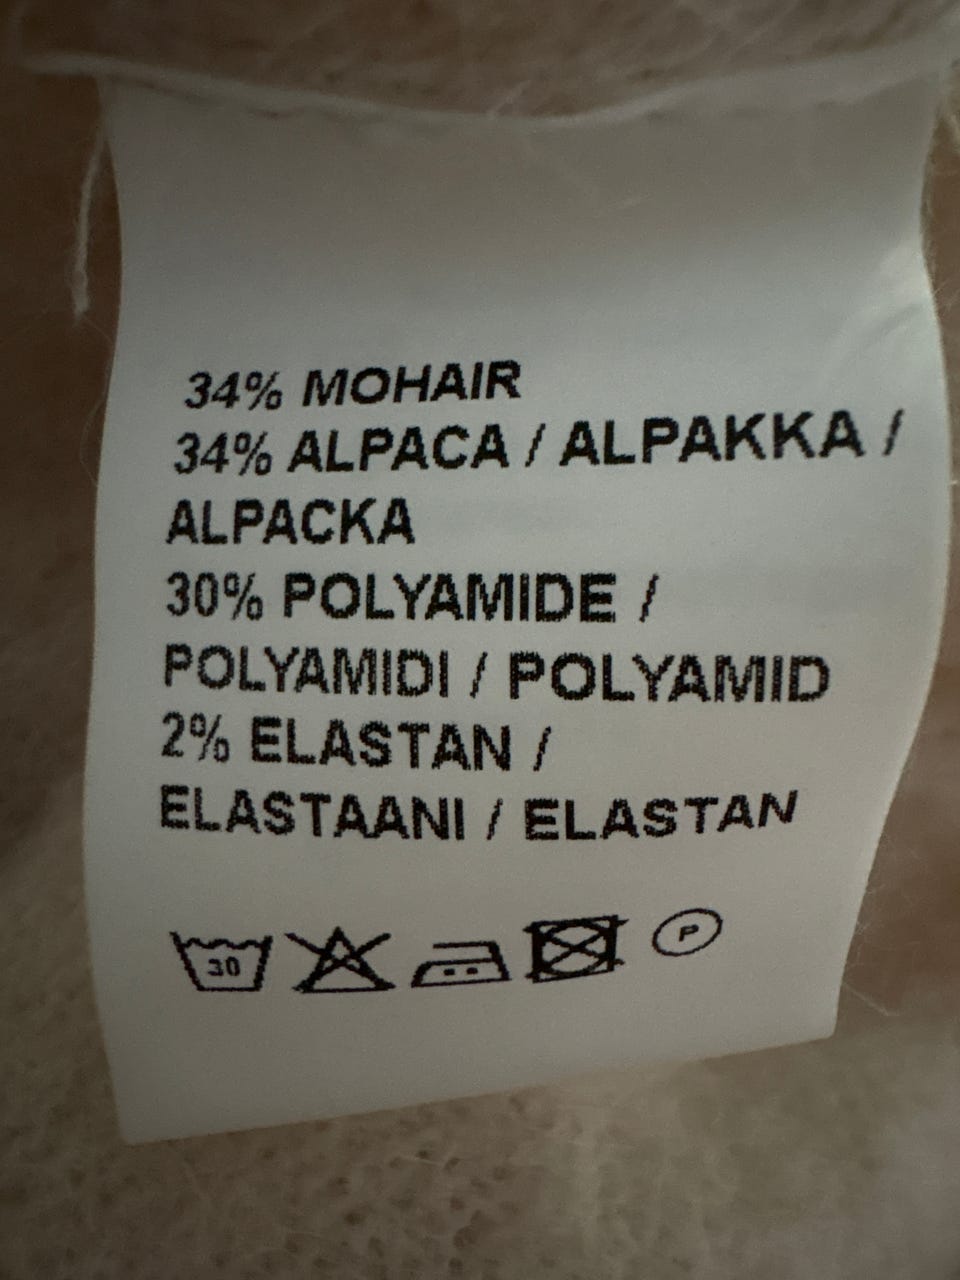 34% MOHAIR
34% ALPACA / ALPAKKA /
ALPACKA
30% POLYAMIDE /
POLYAMIDI / POLYAMID
2% ELASTAN /
ELASTAANI / ELASTAN
30 P